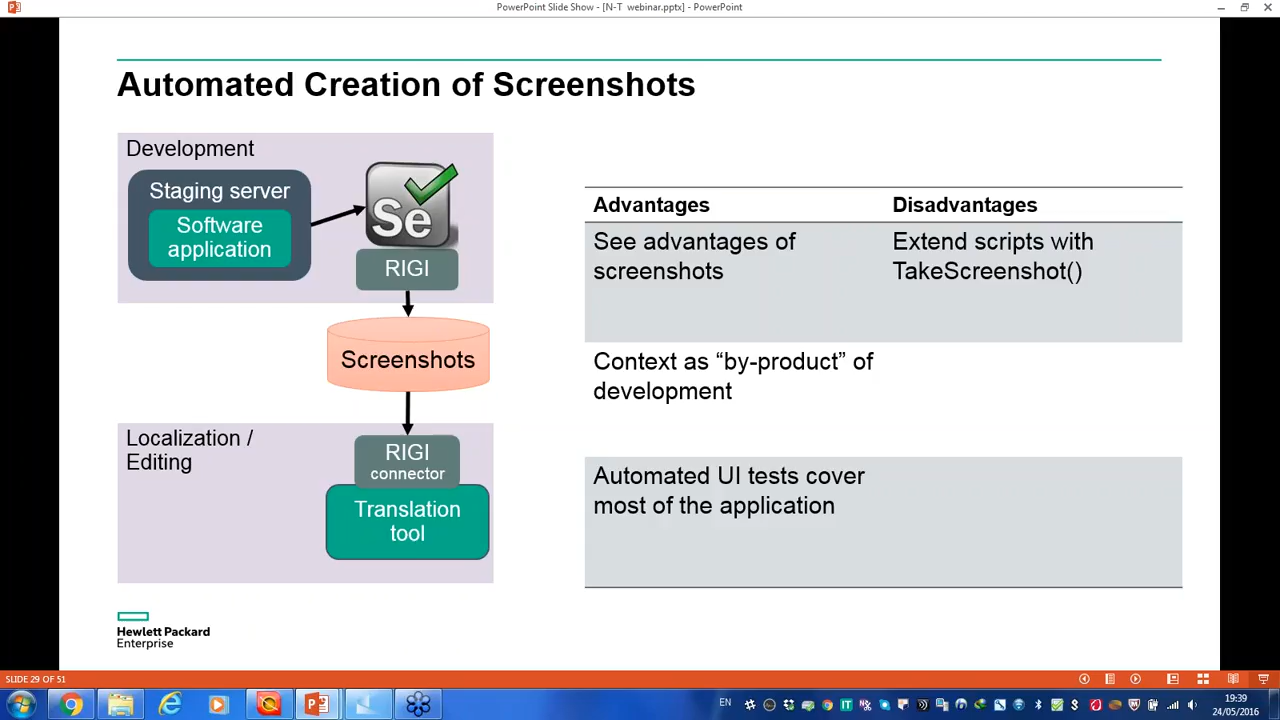 PowerPoint Slide Show - [N-T webinar.pptx] - PowerPoint
Automated Creation of Screenshots
Development
Staging server
Software
application
Se
RIGI
Screenshots
Localization /
Editing
RIGI
connector
Translation
tool
Advantages Disadvantages
See advantages of
screenshots
Extend scripts with
TakeScreenshot()
Context as “by-product” of
development
Automated UI tests cover
most of the application
Hewlett Packard
Enterprise
SLIDE 29 OF 51
EN
19:39
24/05/2016